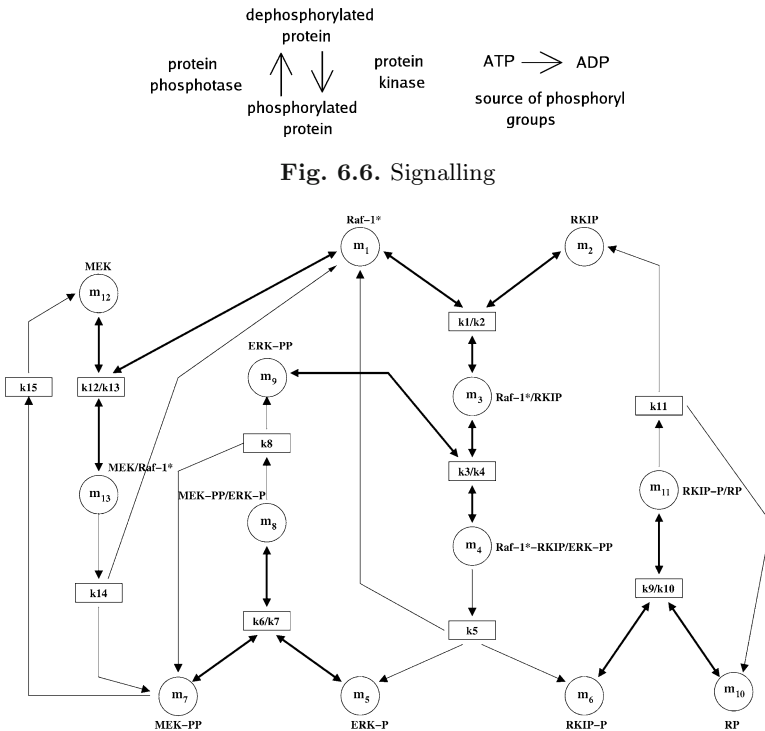 dephosphorylated
protein
protein
phosphotase
protein
kinase
phosphorylated
protein
ATP
ADP
source of phosphoryl
groups
Fig. 6.6. Signalling
Raf−1*
m1
RKIP
m2
MEK
m12
k1/k2
ERK−PP
m9
k15
k12/k13
m3
Raf−1*/RKIP
k11
k8
k3/k4
MEK/Raf−1*
m13
MEK−PP/ERK−P
m8
m11
RKIP−P/RP
m4
Raf−1*−RKIP/ERK−PP
k14
k9/k10
k6/k7
k5
m7
MEK−PP
m5
ERK−P
m6
RKIP−P
m10
RP